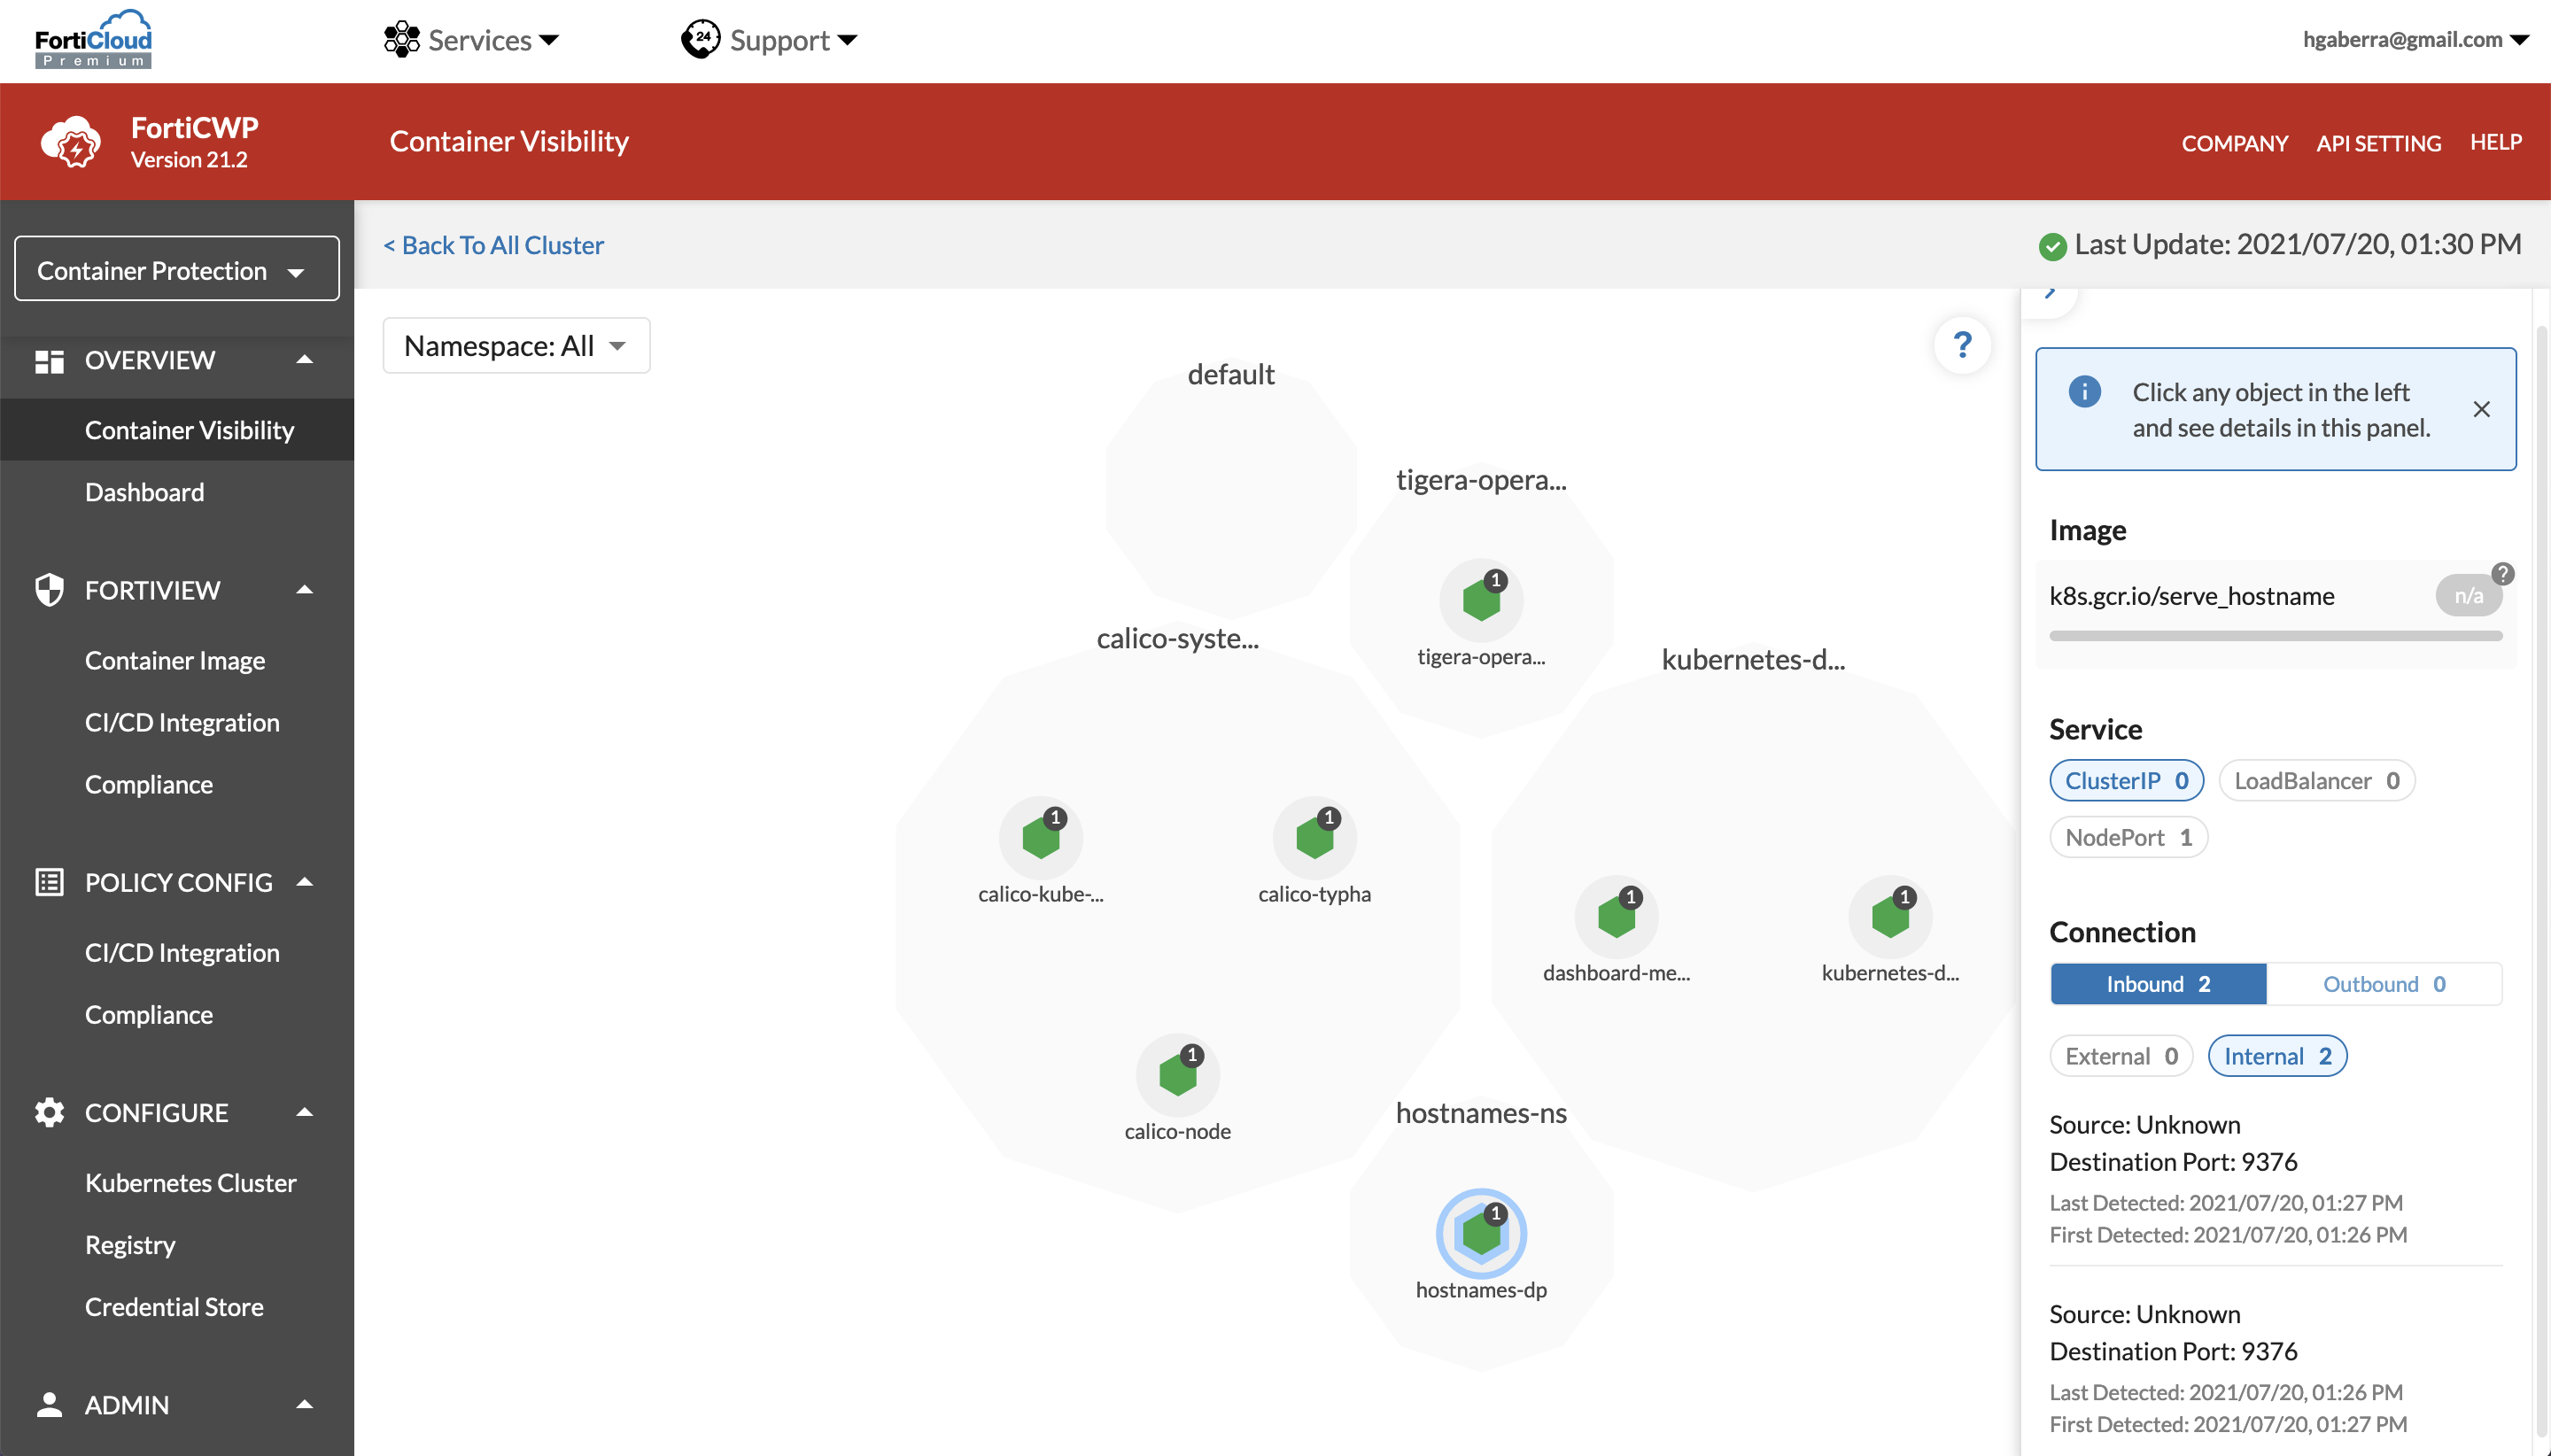 FortiCloud
Premium
Services
24
Support
hgaberra@gmail.com
FortiCWP
Version 21.2
Container Visibility
COMPANY
API SETTING
HELP
Container Protection
OVERVIEW
Container Visibility
Dashboard
FORTIVIEW
Container Image
CI/CD Integration
Compliance
POLICY CONFIG
CI/CD Integration
Compliance
CONFIGURE
Kubernetes Cluster
Registry
Credential Store
ADMIN
< Back To All Cluster
Last Update: 2021/07/20, 01:30 PM
Namespace: All
?
default
tigera-opera...
1
tigera-opera...
calico-syste...
kubernetes-d...
1
calico-kube-...
1
calico-typha
1
dashboard-me...
1
kubernetes-d...
1
calico-node
hostnames-ns
1
hostnames-dp
i
Click any object in the left
and see details in this panel.
Image
k8s.gcr.io/serve_hostname
n/a
?
Service
ClusterIP 0
LoadBalancer 0
NodePort 1
Connection
Inbound 2
Outbound 0
External 0
Internal 2
Source: Unknown
Destination Port: 9376
Last Detected: 2021/07/20, 01:27 PM
First Detected: 2021/07/20, 01:26 PM
Source: Unknown
Destination Port: 9376
Last Detected: 2021/07/20, 01:26 PM
First Detected: 2021/07/20, 01:27 PM